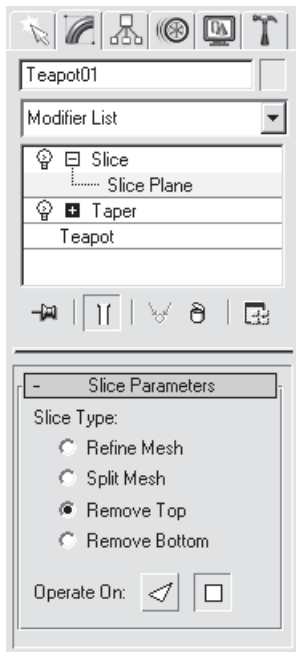 Teapot01
Modifier List
Slice
Slice Plane
Taper
Teapot
- Slice Parameters
Slice Type:
Refine Mesh
Split Mesh
Remove Top
Remove Bottom
Operate On: